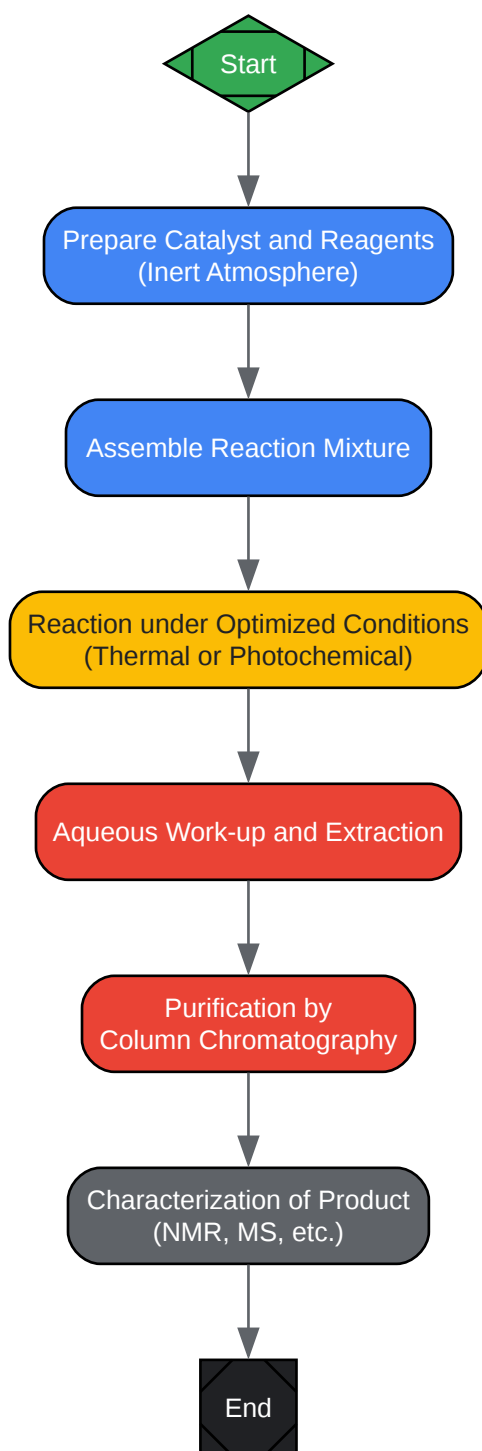 Start
Prepare Catalyst and Reagents
(Inert Atmosphere)
Assemble Reaction Mixture
Reaction under Optimized Conditions
(Thermal or Photochemical)
Aqueous Work-up and Extraction
Purification by
Column Chromatography
Characterization of Product
(NMR, MS, etc.)
End